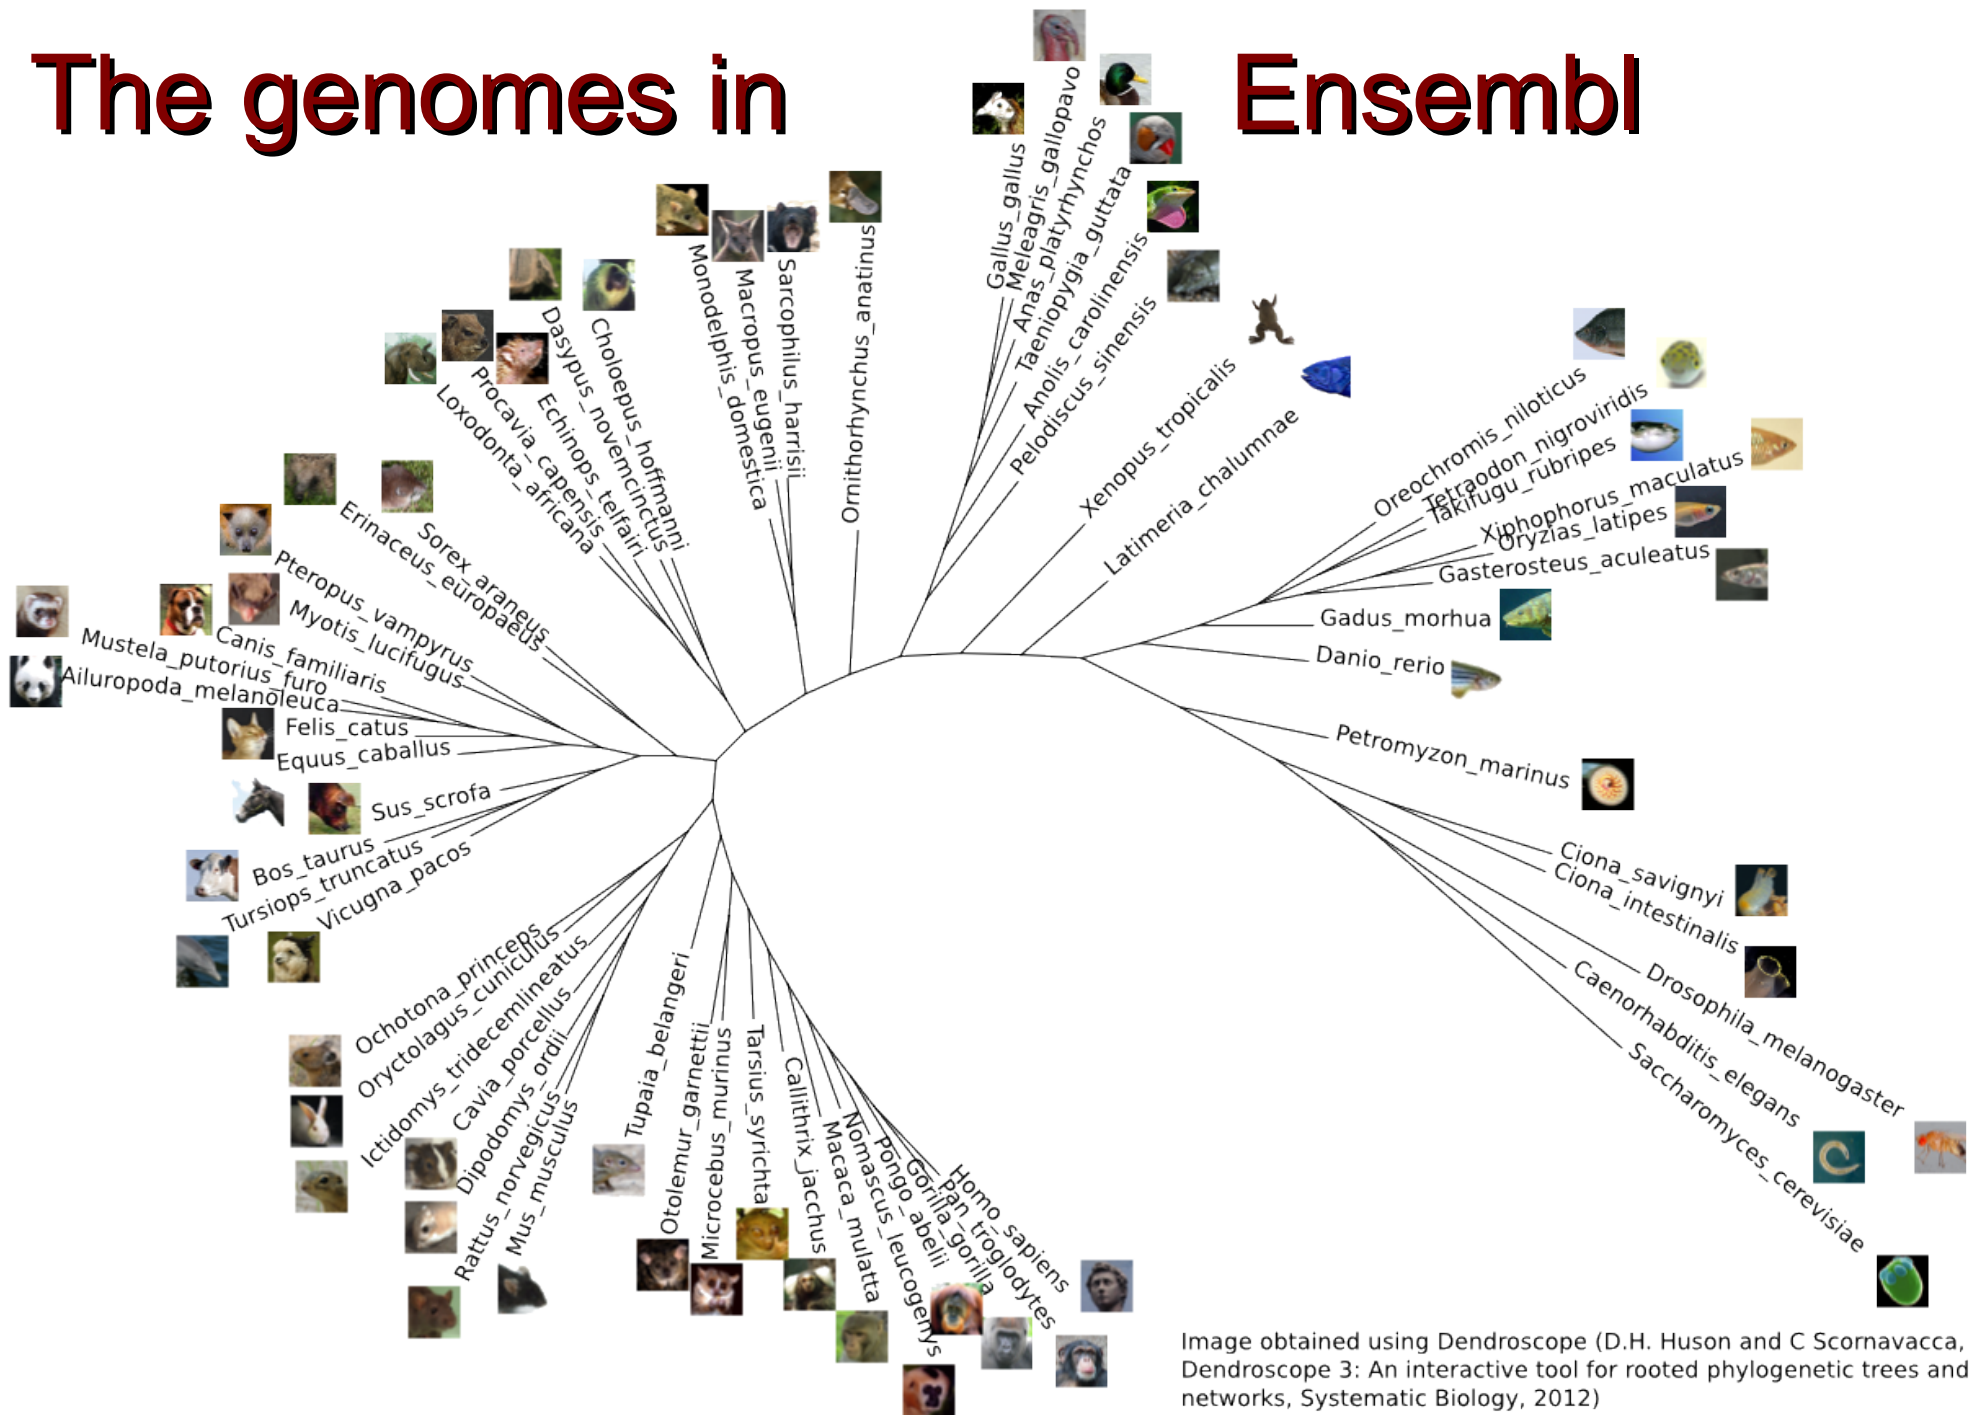 The genomes in Ensembl
Gallus_gallus
Meleagris_gallopavo
Anas_platyrhynchos
Taeniopygia_guttata
Anolis_carolinensis
Pelodiscus_sinensis
Xenopus_tropicalis
Latimeria_chalumnae
Oreochromis_niloticus
Tetraodon_nigroviridis
Takifugu_rubripes
Xiphophorus_maculatus
Oryzias_latipes
Gasterosteus_aculeatus
Gadus_morhua
Danio_rerio
Petromyzon_marinus
Ciona_savignyi
Ciona_intestinalis
Drosophila_melanogaster
Caenorhabditis_elegans
Saccharomyces_cerevisiae
Homo_sapiens
Pan_troglodytes
Gorilla_gorilla
Pongo_abelii
Nomascus_leucogenys
Macaca_mulatta
Callithrix_jacchus
Tarsius_syrichta
Microcebus_murinus
Otolemur_garnettii
Tupaia_belangeri
Mus_musculus
Rattus_norvegicus
Dipodomys_ordii
Cavia_porcellus
Ictidomys_tridecemlineatus
Oryctolagus_cuniculus
Ochotona_princeps
Vicugna_pacos
Tursiops_truncatus
Bos_taurus
Sus_scrofa
Equus_caballus
Felis_catus
Ailuropoda_melanoleuca
Mustela_putorius_furo
Canis_familiaris
Myotis_lucifugus
Pteropus_vampyrus
Erinaceus_europaeus
Sorex_araneus
Loxodonta_africana
Procavia_capensis
Echinops_telfairi
Dasypus_novemcinctus
Choloepus_hoffmanni
Monodelphis_domestica
Macropus_eugenii
Sarcophilus_harrisii
Ornithorhynchus_anatinus
Image obtained using Dendroscope (D.H. Huson and C Scornavacca,
Dendroscope 3: An interactive tool for rooted phylogenetic trees and
networks, Systematic Biology, 2012)